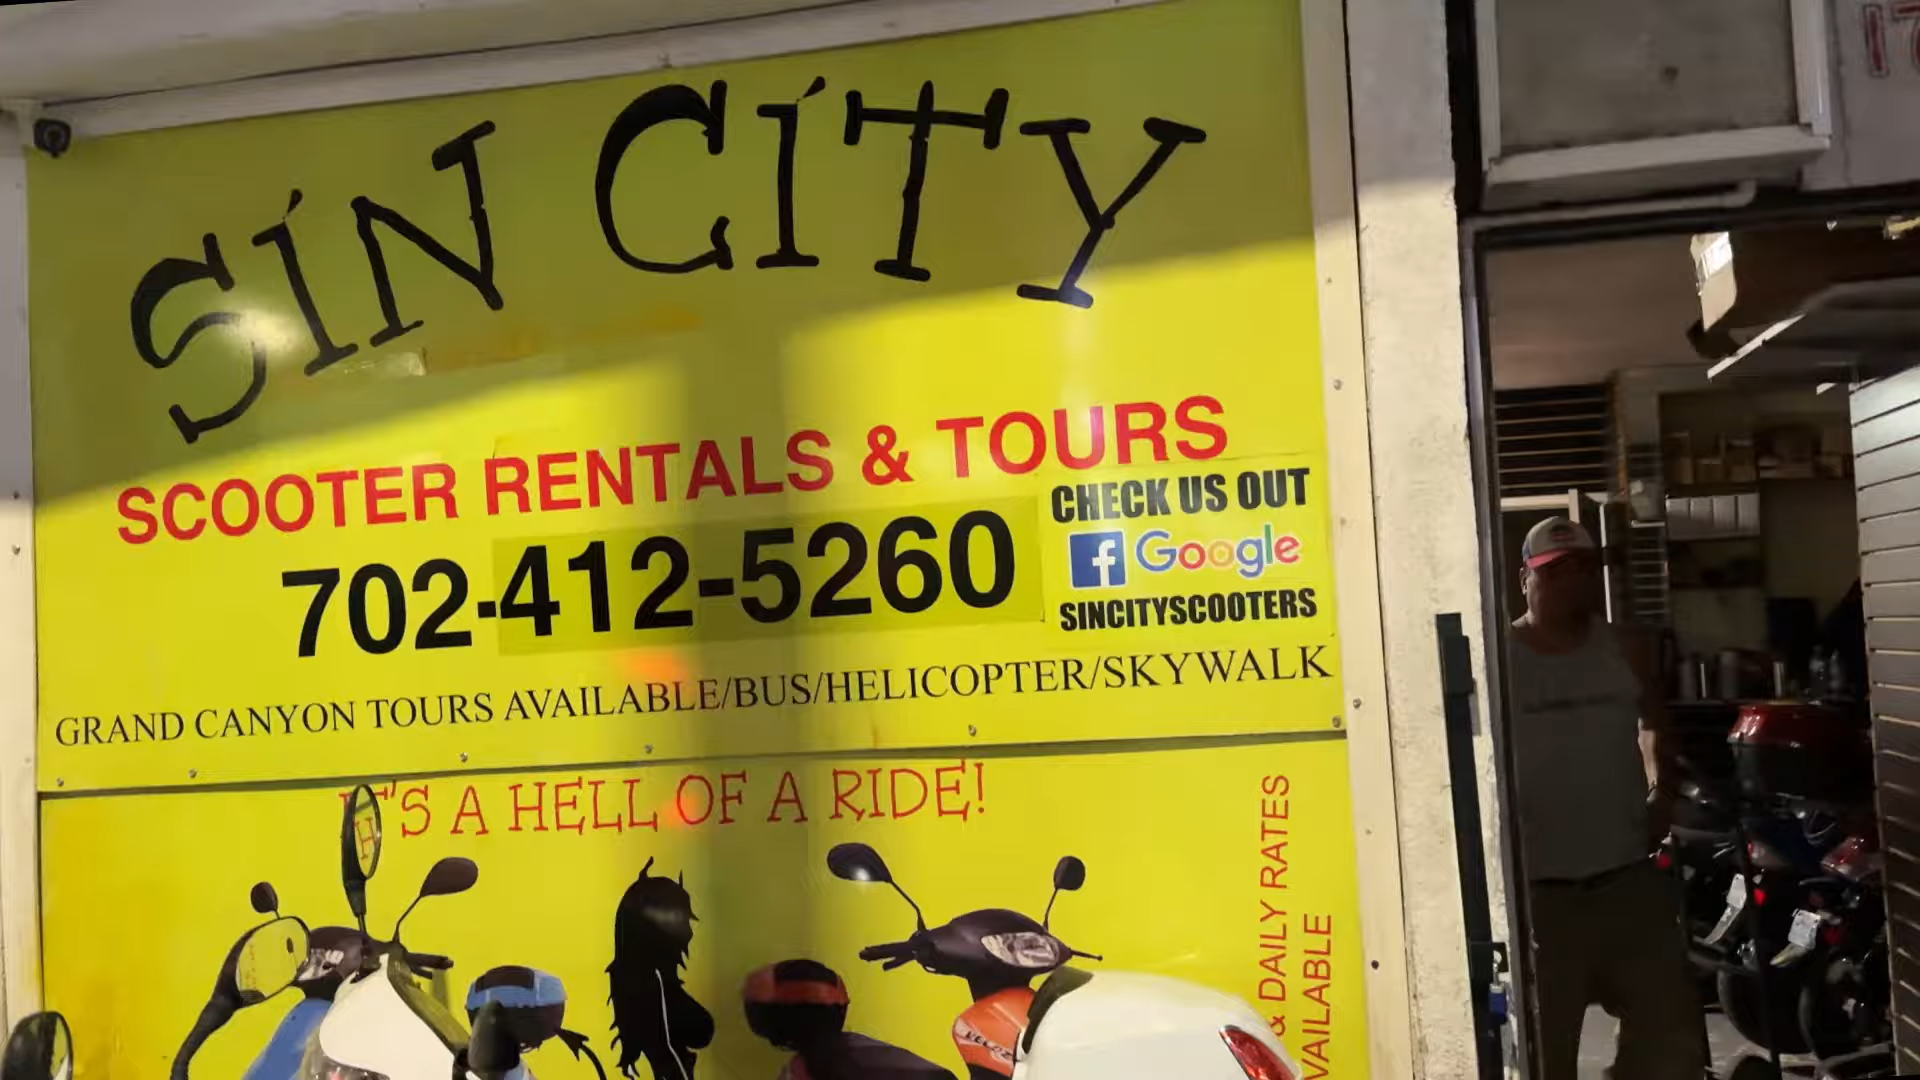 SIN CITY
SCOOTER RENTALS & TOURS
702-412-5260
CHECK US OUT
f Google
SINCITYSCOOTERS
GRAND CANYON TOURS AVAILABLE/BUS/HELICOPTER/SKYWALK
IT'S A HELL OF A RIDE!
& DAILY RATES
AVAILABLE